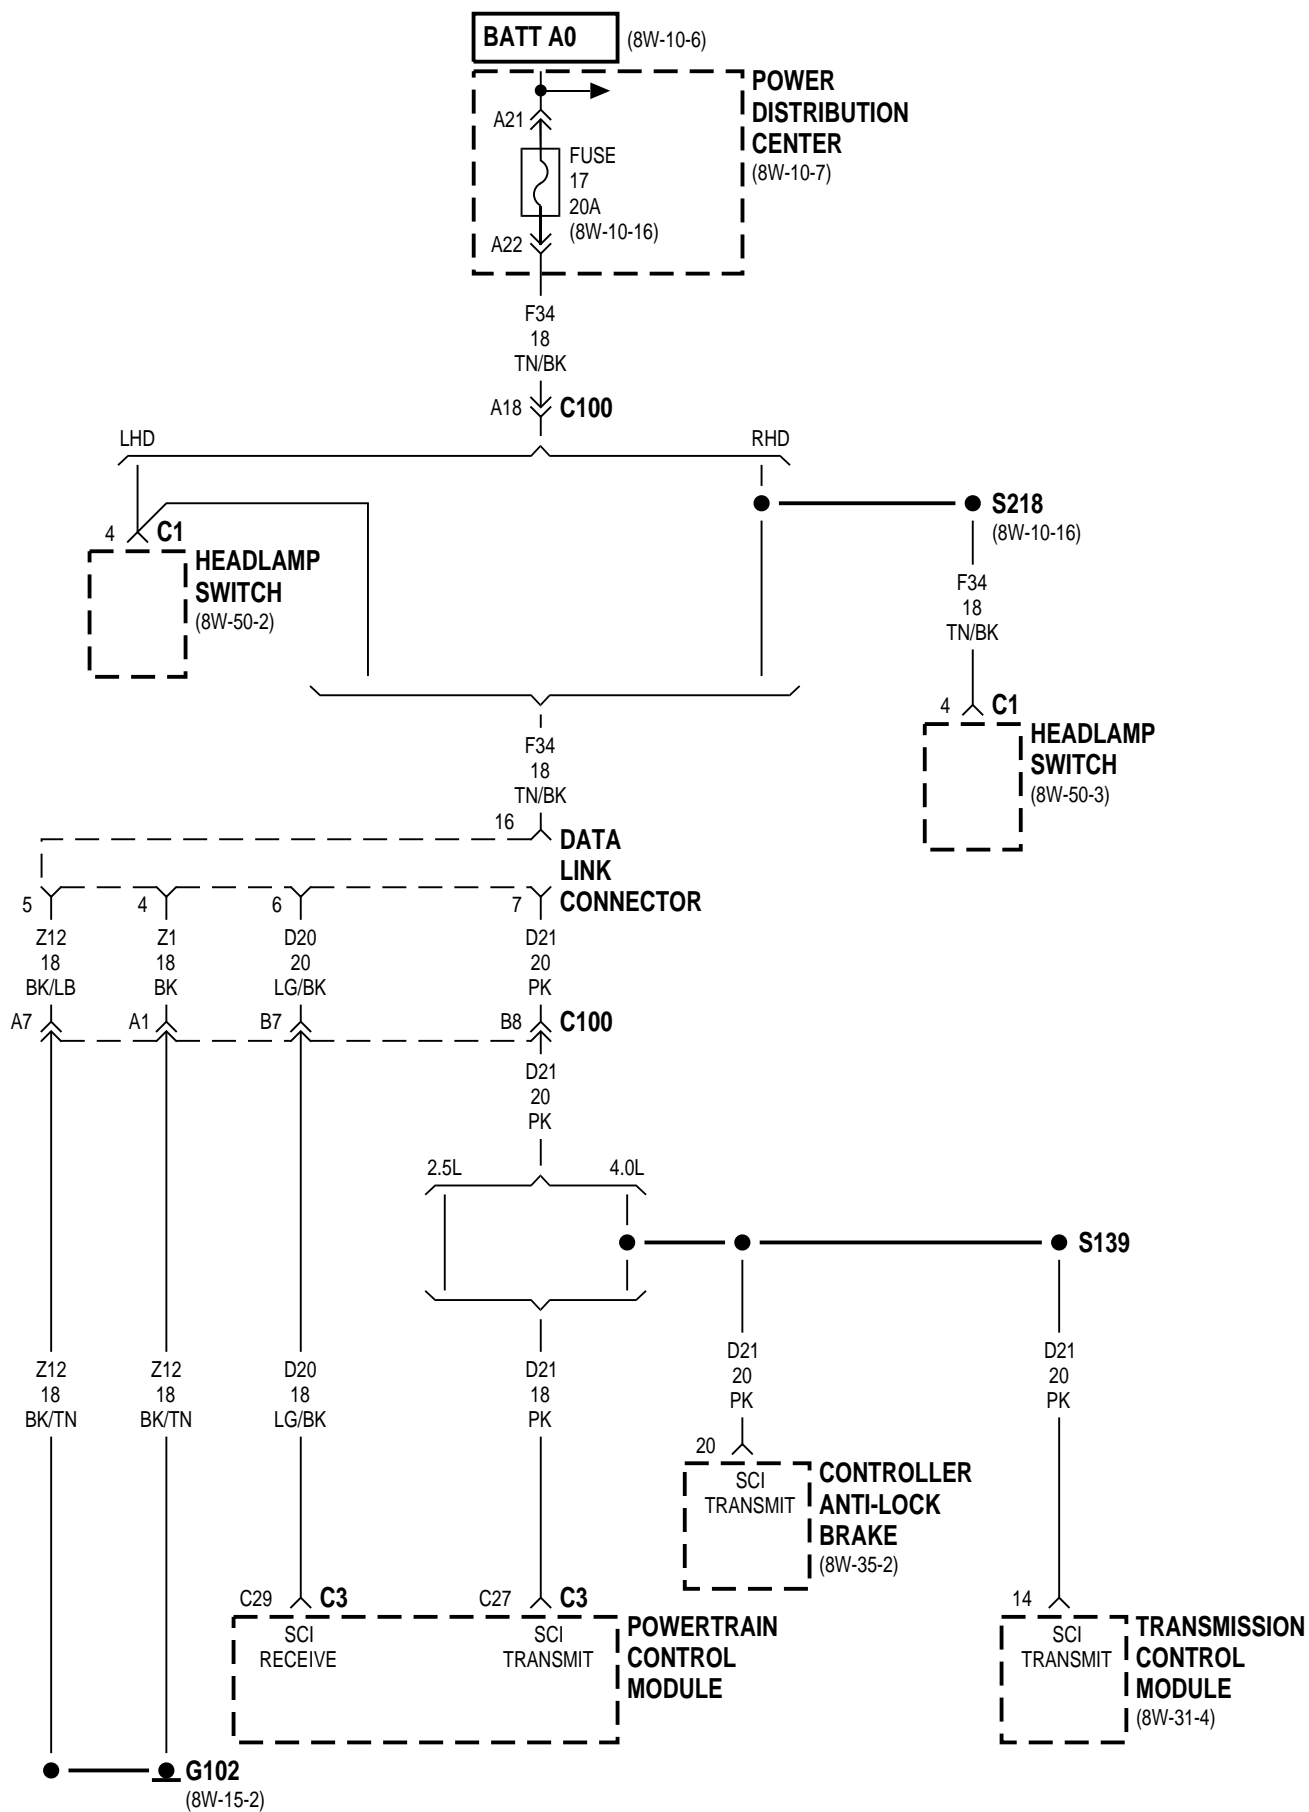 BATT A0
(8W-10-6)
POWER
DISTRIBUTION
CENTER
(8W-10-7)
A21
FUSE
17
20A
(8W-10-16)
A22
F34
18
TN/BK
A18
C100
LHD
RHD
4
C1
HEADLAMP
SWITCH
(8W-50-2)
S218
(8W-10-16)
F34
18
TN/BK
4
C1
HEADLAMP
SWITCH
(8W-50-3)
F34
18
TN/BK
16
DATA
LINK
CONNECTOR
5
4
6
7
Z12
18
BK/LB
Z1
18
BK
D20
20
LG/BK
D21
20
PK
A7
A1
B7
B8
C100
D21
20
PK
2.5L
4.0L
S139
Z12
18
BK/TN
Z12
18
BK/TN
D20
18
LG/BK
D21
18
PK
D21
20
PK
D21
20
PK
20
SCI
TRANSMIT
CONTROLLER
ANTI-LOCK
BRAKE
(8W-35-2)
C29
C3
SCI
RECEIVE
C27
C3
SCI
TRANSMIT
POWERTRAIN
CONTROL
MODULE
14
SCI
TRANSMIT
TRANSMISSION
CONTROL
MODULE
(8W-31-4)
G102
(8W-15-2)